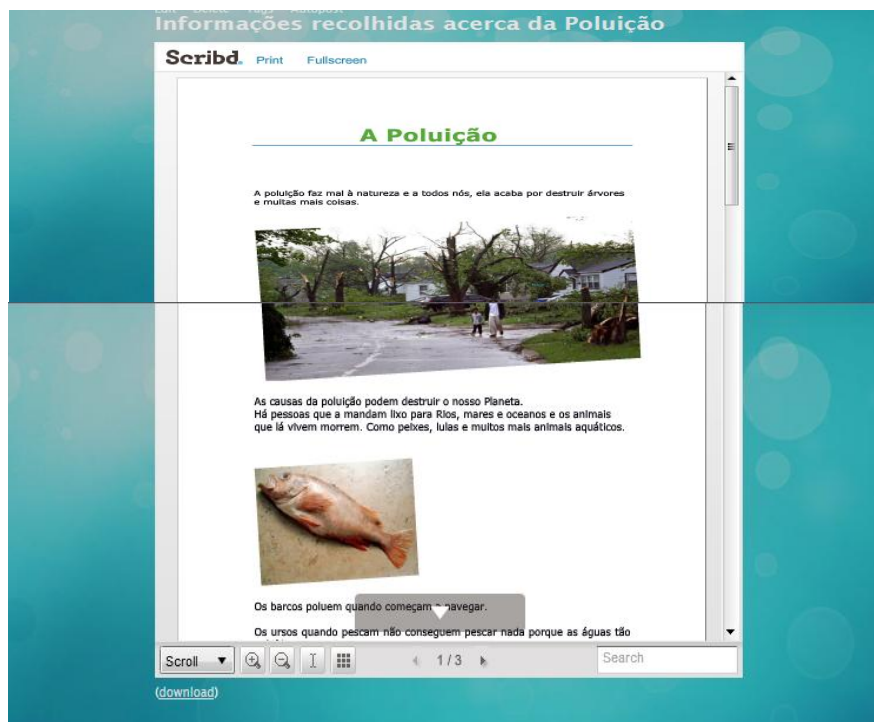 Edit Delete Tags Autopost
Informações recolhidas acerca da Poluição
Scribd. Print Fullscreen
A Poluição
A poluição faz mal à natureza e a todos nós, ela acaba por destruir árvores
e muitas mais coisas.
As causas da poluição podem destruir o nosso Planeta.
Há pessoas que a mandam lixo para Rios, mares e oceanos e os animais
que lá vivem morrem. Como peixes, lulas e muitos mais animais aquáticos.
Os barcos poluem quando começam a navegar.
Os ursos quando pescam não conseguem pescar nada porque as águas tão
Scroll 1/3 Search
(download)